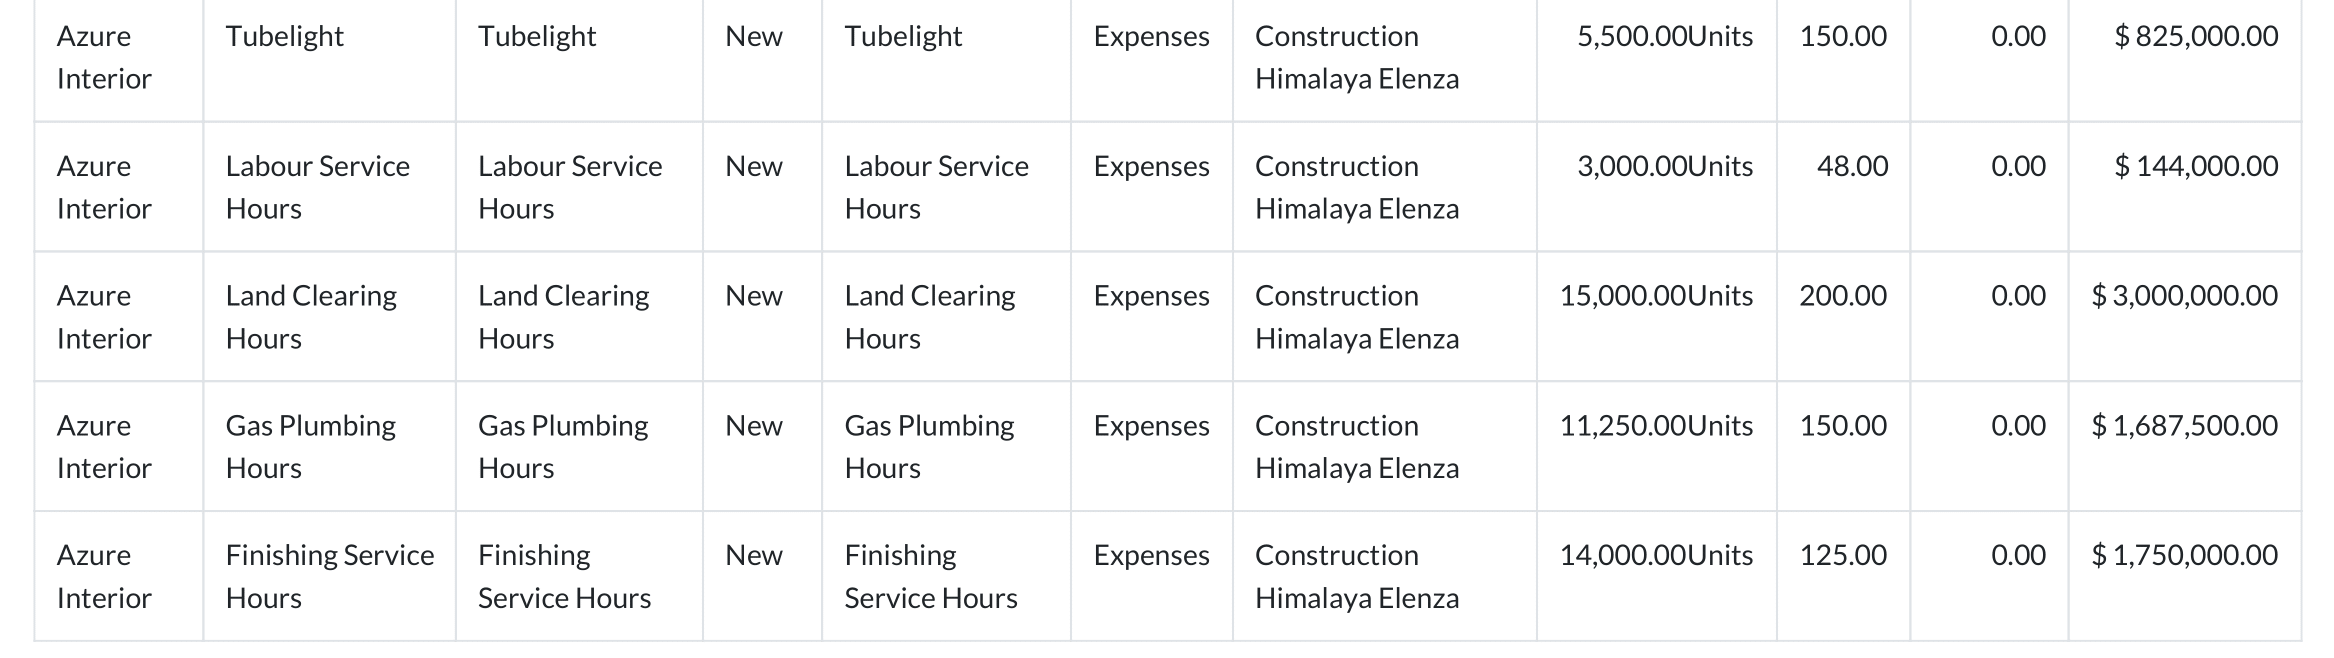 Azure Tubelight Tubelight New Tubelight Expenses Construction 5,500.00Units 150.00 0.00 $ 825,000.00
Interior Himalaya Elenza
Azure Labour Service Labour Service New Labour Service Expenses Construction 3,000.00Units 48.00 0.00 $ 144,000.00
Interior Hours Hours Hours Himalaya Elenza
Azure Land Clearing Land Clearing New Land Clearing Expenses Construction 15,000.00Units 200.00 0.00 $ 3,000,000.00
Interior Hours Hours Hours Himalaya Elenza
Azure Gas Plumbing Gas Plumbing New Gas Plumbing Expenses Construction 11,250.00Units 150.00 0.00 $ 1,687,500.00
Interior Hours Hours Hours Himalaya Elenza
Azure Finishing Service Finishing New Finishing Expenses Construction 14,000.00Units 125.00 0.00 $ 1,750,000.00
Interior Hours Service Hours Service Hours Himalaya Elenza